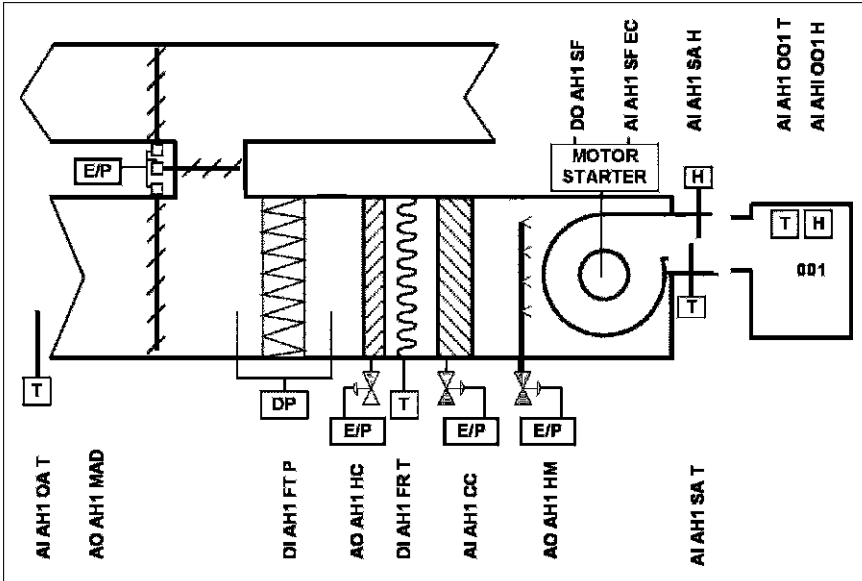 DO AH1 SF
AI AH1 SF EC
AI AH1 SA H
AI AH1 OO1 T
AI AHI OO1 H
E/P
MOTOR
STARTER
H
T H
001
T
T
DP
T
E/P
E/P
E/P
AI AH1 OA T
AO AH1 MAD
DI AH1 FT P
AO AH1 HC
DI AH1 FR T
AI AH1 CC
AO AH1 HM
AI AH1 SA T